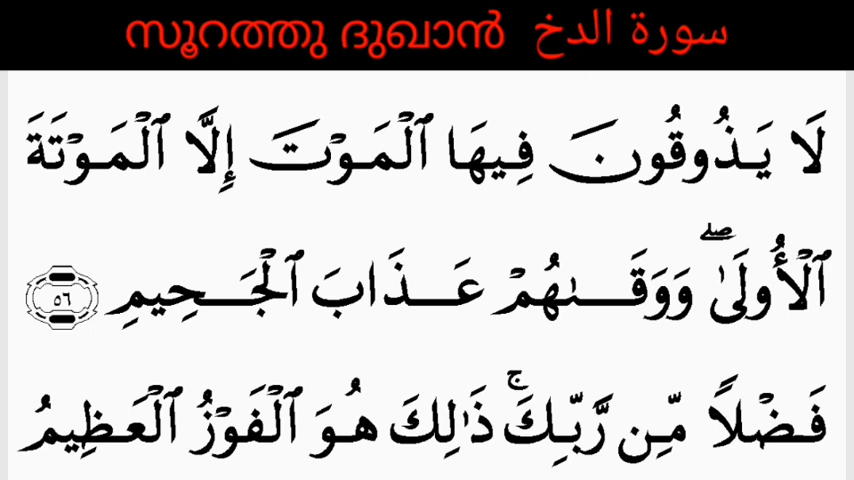 സൂറത്തു ദുഖാൻ سورة الدخ
لَا يَذُوقُونَ فِيهَا ٱلْمَوْتَ إِلَّا ٱلْمَوْتَةَ
ٱلْأُولَىٰ ۖ وَوَقَىٰهُمْ عَذَابَ ٱلْجَحِيمِ ٥٦
فَضْلًا مِّن رَّبِّكَ ۚ ذَٰلِكَ هُوَ ٱلْفَوْزُ ٱلْعَظِيمُ